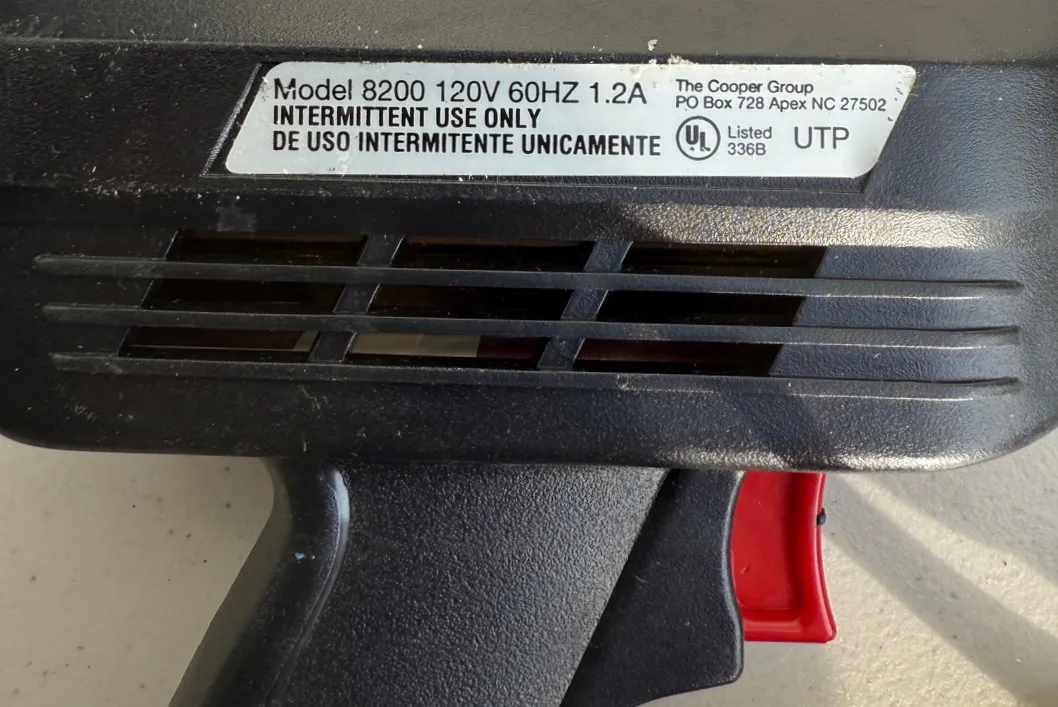 Model 8200 120V 60HZ 1.2A
INTERMITTENT USE ONLY
DE USO INTERMITENTE UNICAMENTE
The Cooper Group
PO Box 728 Apex NC 27502
UL
Listed
336B
UTP